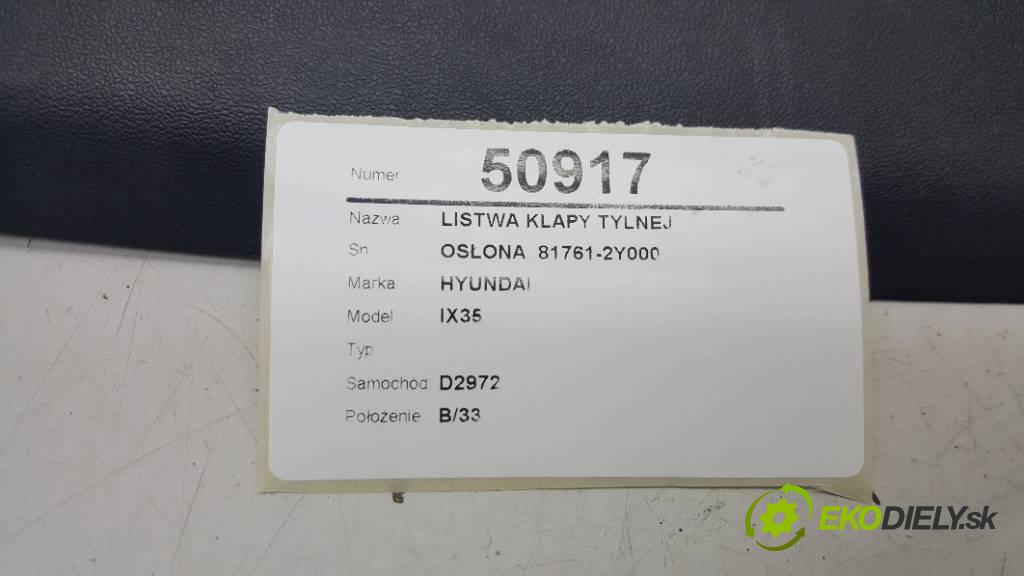 Numer 50917
Nazwa LISTWA KLAPY TYLNEJ
Sn OSŁONA 81761-2Y000
Marka HYUNDAI
Model IX35
Typ
Samochód: D2972
Położenie B/33
EKODIELY.sk